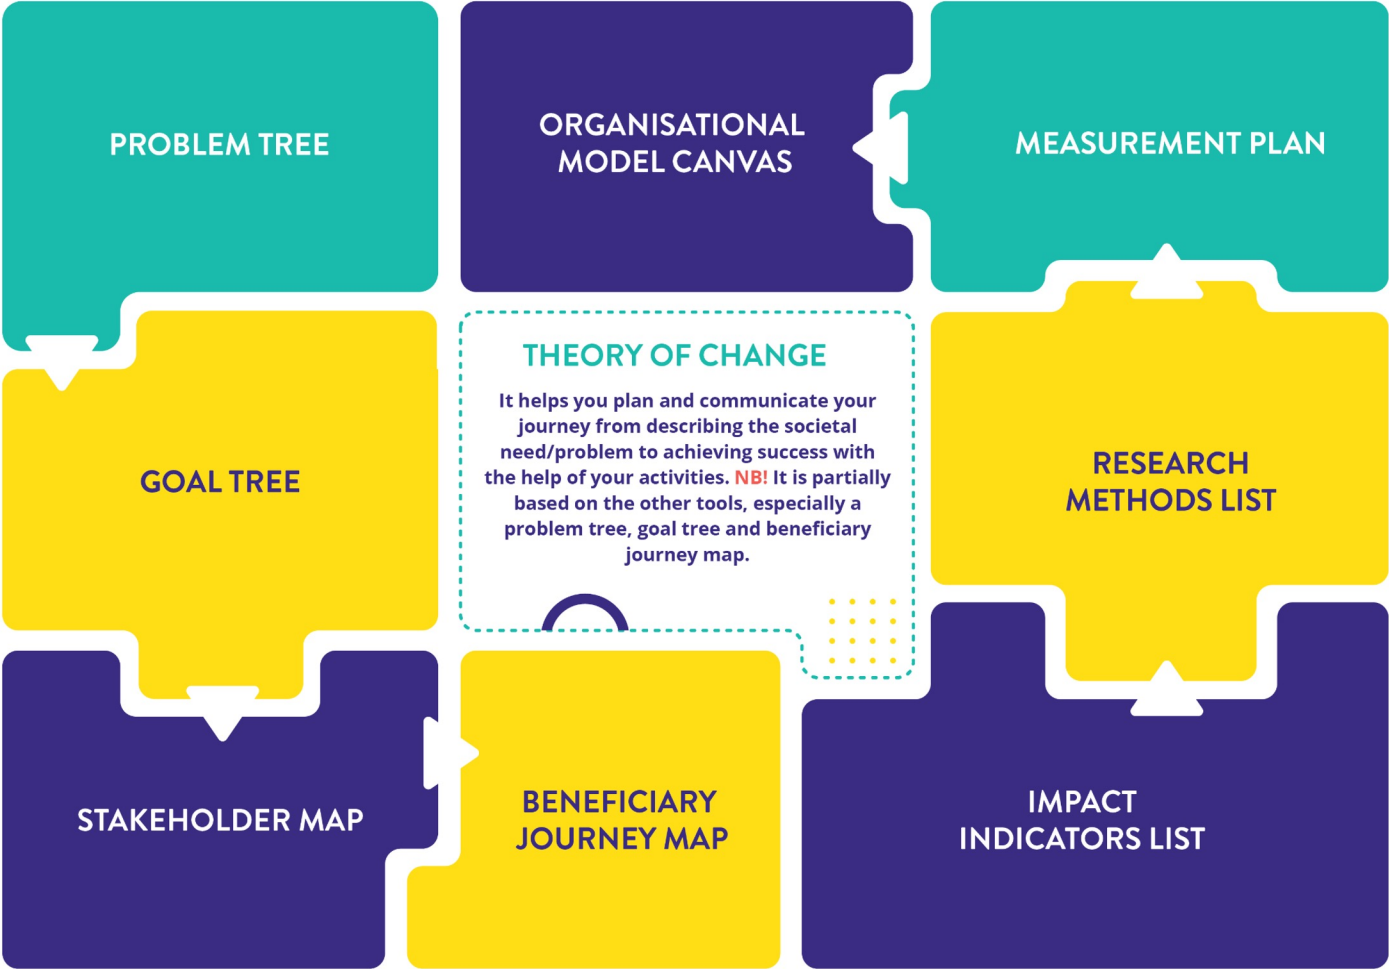 PROBLEM TREE
ORGANISATIONAL
MODEL CANVAS
MEASUREMENT PLAN
GOAL TREE
THEORY OF CHANGE
It helps you plan and communicate your
journey from describing the societal
need/problem to achieving success with
the help of your activities. NB! It is partially
based on the other tools, especially a
problem tree, goal tree and beneficiary
journey map.
RESEARCH
METHODS LIST
STAKEHOLDER MAP
BENEFICIARY
JOURNEY MAP
IMPACT
INDICATORS LIST